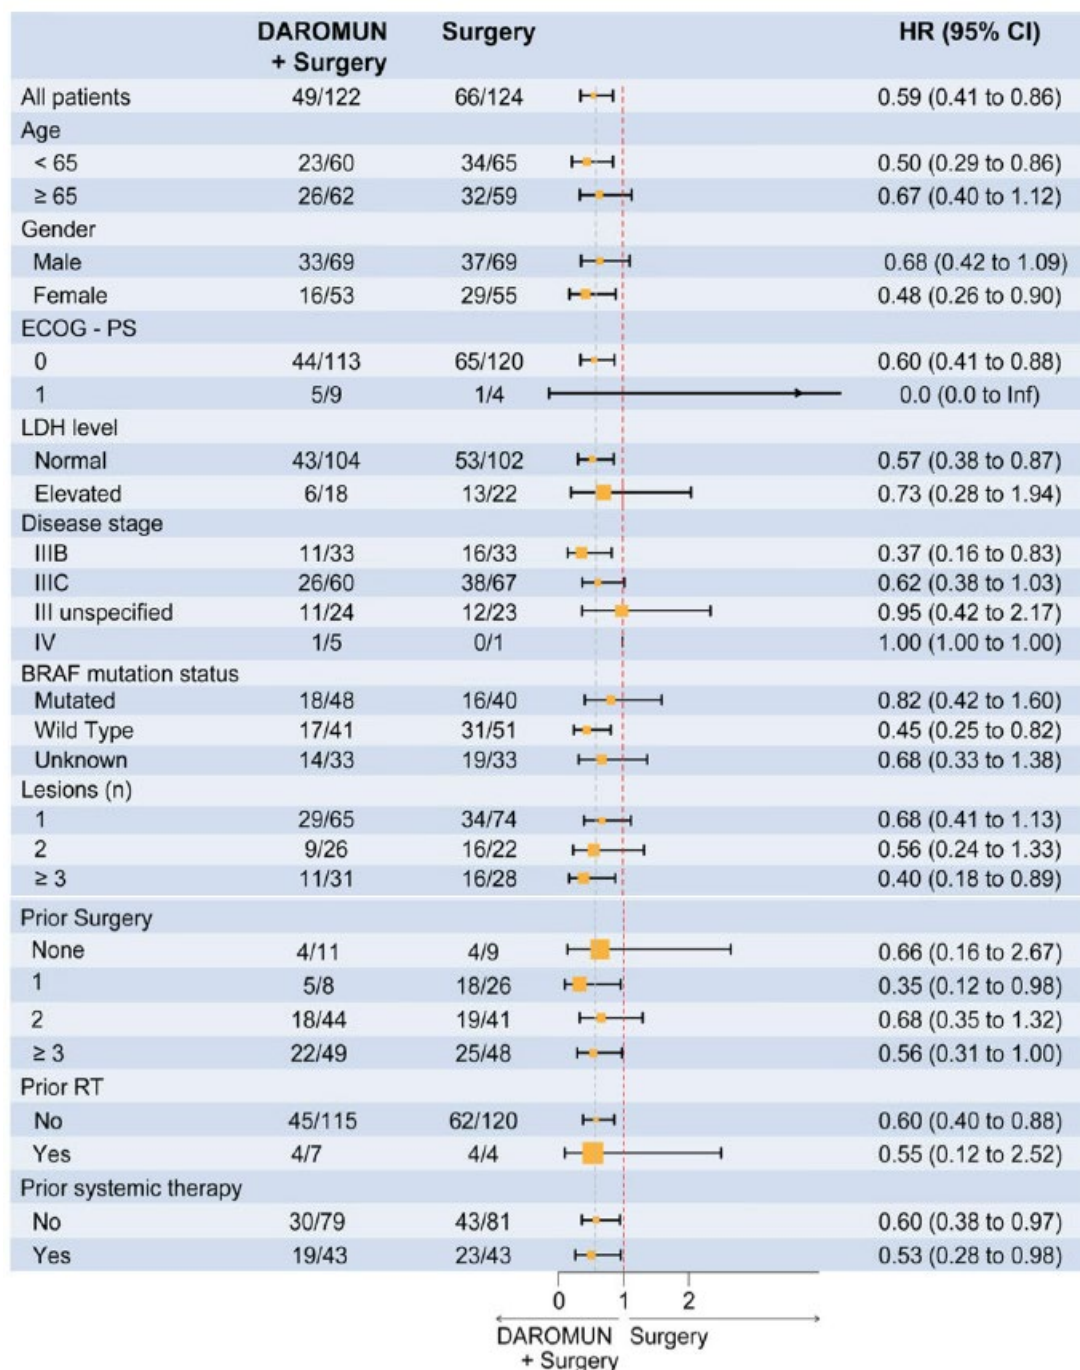 DAROMUN Surgery HR (95% CI)
+ Surgery
All patients 49/122 66/124 0.59 (0.41 to 0.86)
Age
< 65 23/60 34/65 0.50 (0.29 to 0.86)
≥ 65 26/62 32/59 0.67 (0.40 to 1.12)
Gender
Male 33/69 37/69 0.68 (0.42 to 1.09)
Female 16/53 29/55 0.48 (0.26 to 0.90)
ECOG - PS
0 44/113 65/120 0.60 (0.41 to 0.88)
1 5/9 1/4 0.0 (0.0 to Inf)
LDH level
Normal 43/104 53/102 0.57 (0.38 to 0.87)
Elevated 6/18 13/22 0.73 (0.28 to 1.94)
Disease stage
IIIB 11/33 16/33 0.37 (0.16 to 0.83)
IIIC 26/60 38/67 0.62 (0.38 to 1.03)
III unspecified 11/24 12/23 0.95 (0.42 to 2.17)
IV 1/5 0/1 1.00 (1.00 to 1.00)
BRAF mutation status
Mutated 18/48 16/40 0.82 (0.42 to 1.60)
Wild Type 17/41 31/51 0.45 (0.25 to 0.82)
Unknown 14/33 19/33 0.68 (0.33 to 1.38)
Lesions (n)
1 29/65 34/74 0.68 (0.41 to 1.13)
2 9/26 16/22 0.56 (0.24 to 1.33)
≥ 3 11/31 16/28 0.40 (0.18 to 0.89)
Prior Surgery
None 4/11 4/9 0.66 (0.16 to 2.67)
1 5/8 18/26 0.35 (0.12 to 0.98)
2 18/44 19/41 0.68 (0.35 to 1.32)
≥ 3 22/49 25/48 0.56 (0.31 to 1.00)
Prior RT
No 45/115 62/120 0.60 (0.40 to 0.88)
Yes 4/7 4/4 0.55 (0.12 to 2.52)
Prior systemic therapy
No 30/79 43/81 0.60 (0.38 to 0.97)
Yes 19/43 23/43 0.53 (0.28 to 0.98)
0 1 2
DAROMUN Surgery
+ Surgery